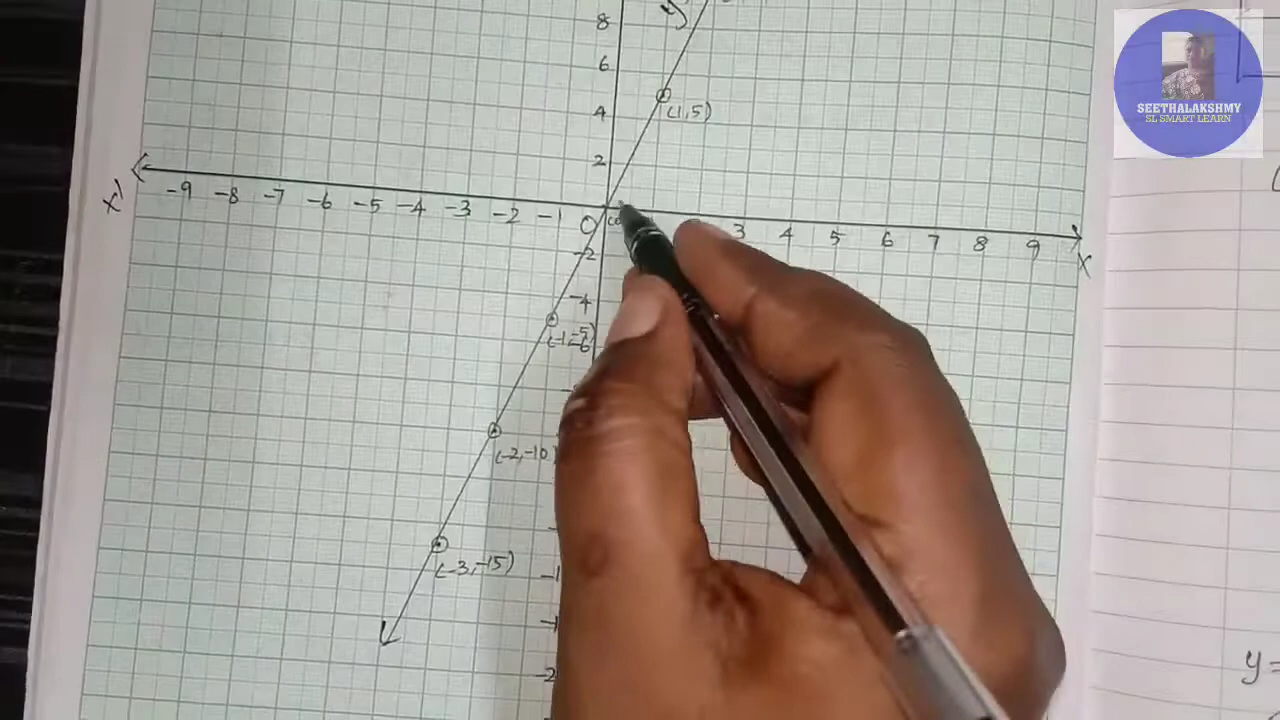 8
6
4
2
(1,5)
-9 -8 -7 -6 -5 -4 -3 -2 -1
3 4 5 6 7 8 9
X'
X
O
-2
-4
-6
(-1,-5)
(-2,-10)
(-3,-15)
SEETHALAKSHMY
SL SMART LEARN
y=